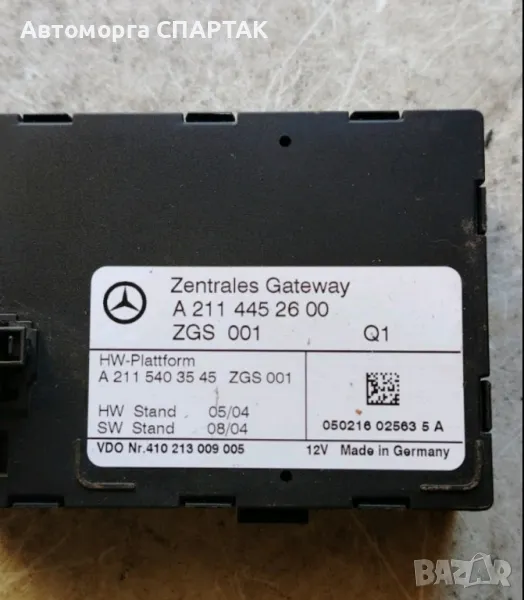 Автоморга СПАРТАК
Zentrales Gateway
A 211 445 26 00
ZGS 001 Q1
HW-Plattform
A 211 540 35 45 ZGS 001
HW Stand 05/04
SW Stand 08/04
050216 02563 5 A
VDO Nr.410 213 009 005 12V Made in Germany
BAZAR